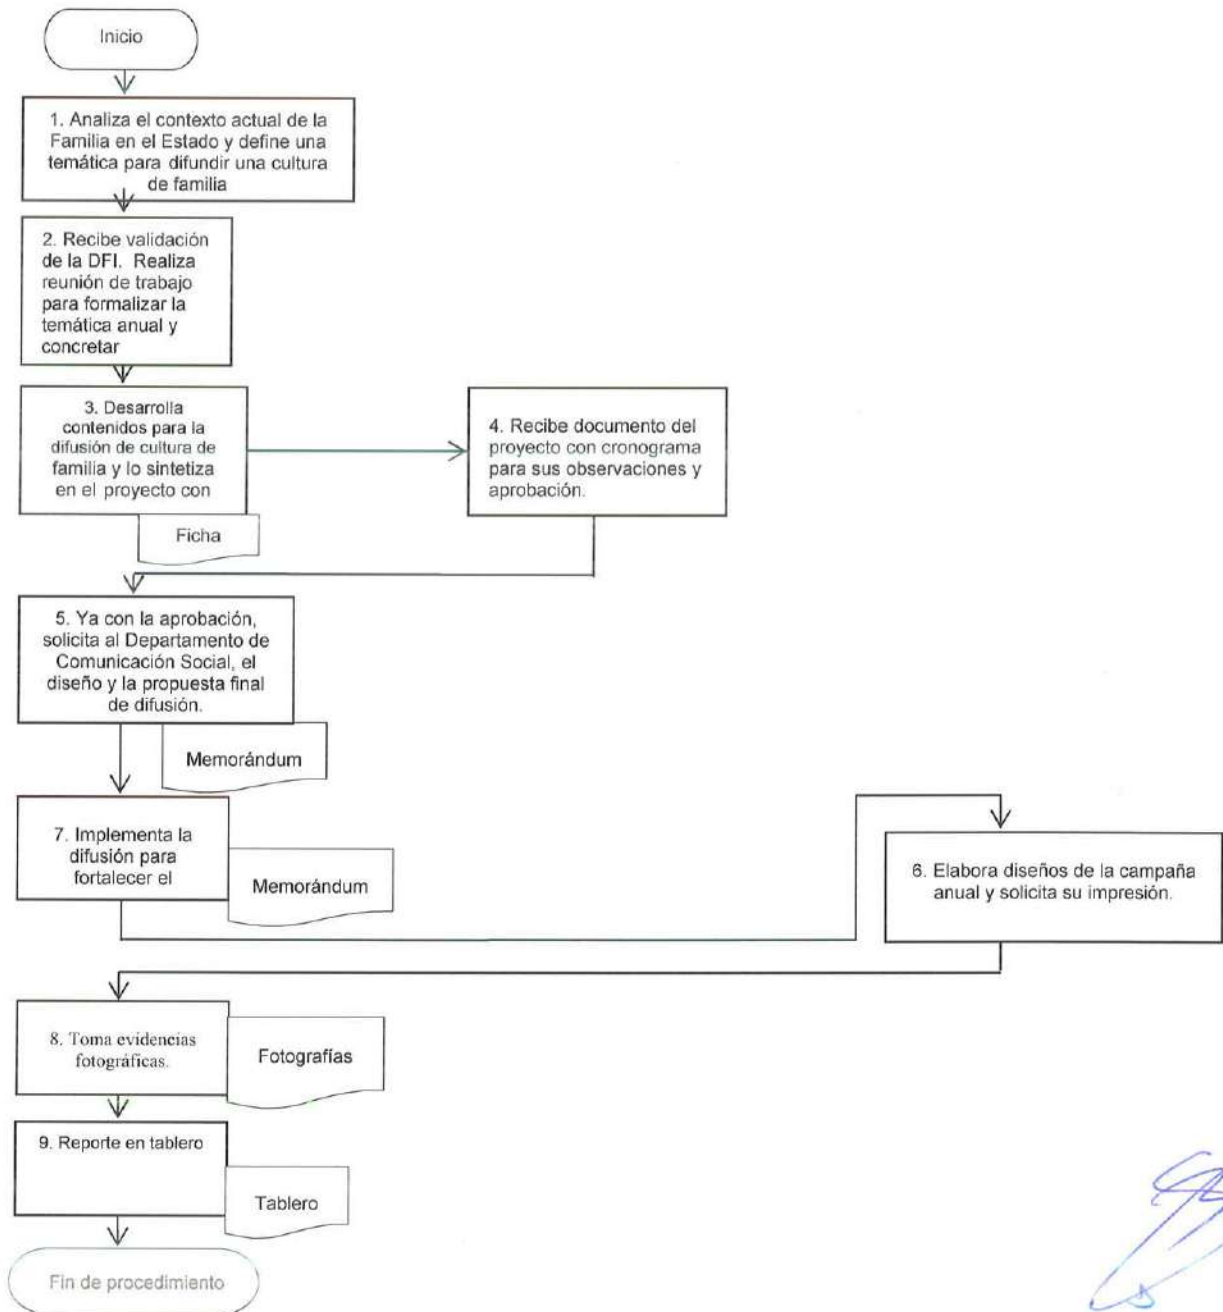 Inicio
1. Analiza el contexto actual de la
Familia en el Estado y define una
temática para difundir una cultura
de familia
2. Recibe validación
de la DFI. Realiza
reunión de trabajo
para formalizar la
temática anual y
concretar
3. Desarrolla
contenidos para la
difusión de cultura de
familia y lo sintetiza
en el proyecto con
Ficha
4. Recibe documento del
proyecto con cronograma
para sus observaciones y
aprobación.
5. Ya con la aprobación,
solicita al Departamento de
Comunicación Social, el
diseño y la propuesta final
de difusión.
Memorándum
7. Implementa la
difusión para
fortalecer el
Memorándum
6. Elabora diseños de la campaña
anual y solicita su impresión.
8. Toma evidencias
fotográficas.
Fotografías
9. Reporte en tablero
Tablero
Fin de procedimiento